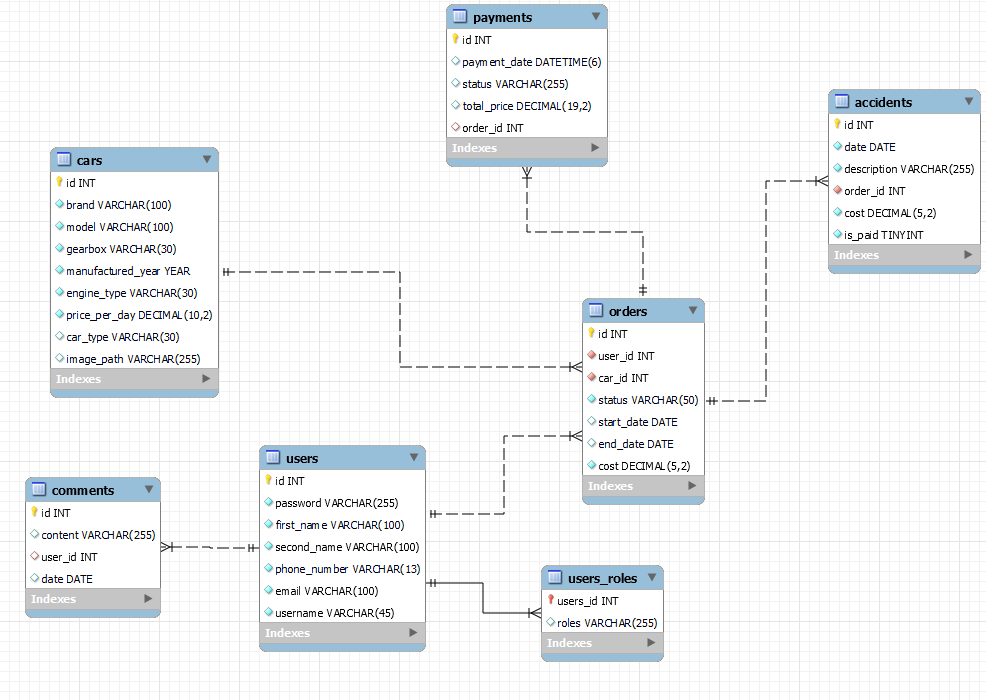 payments
id INT
payment_date DATETIME(6)
status VARCHAR(255)
total_price DECIMAL(19,2)
order_id INT
Indexes
accidents
id INT
date DATE
description VARCHAR(255)
order_id INT
cost DECIMAL(5,2)
is_paid TINYINT
Indexes
cars
id INT
brand VARCHAR(100)
model VARCHAR(100)
gearbox VARCHAR(30)
manufactured_year YEAR
engine_type VARCHAR(30)
price_per_day DECIMAL(10,2)
car_type VARCHAR(30)
image_path VARCHAR(255)
Indexes
orders
id INT
user_id INT
car_id INT
status VARCHAR(50)
start_date DATE
end_date DATE
cost DECIMAL(5,2)
Indexes
users
id INT
password VARCHAR(255)
first_name VARCHAR(100)
second_name VARCHAR(100)
phone_number VARCHAR(13)
email VARCHAR(100)
username VARCHAR(45)
Indexes
comments
id INT
content VARCHAR(255)
user_id INT
date DATE
Indexes
users_roles
users_id INT
roles VARCHAR(255)
Indexes